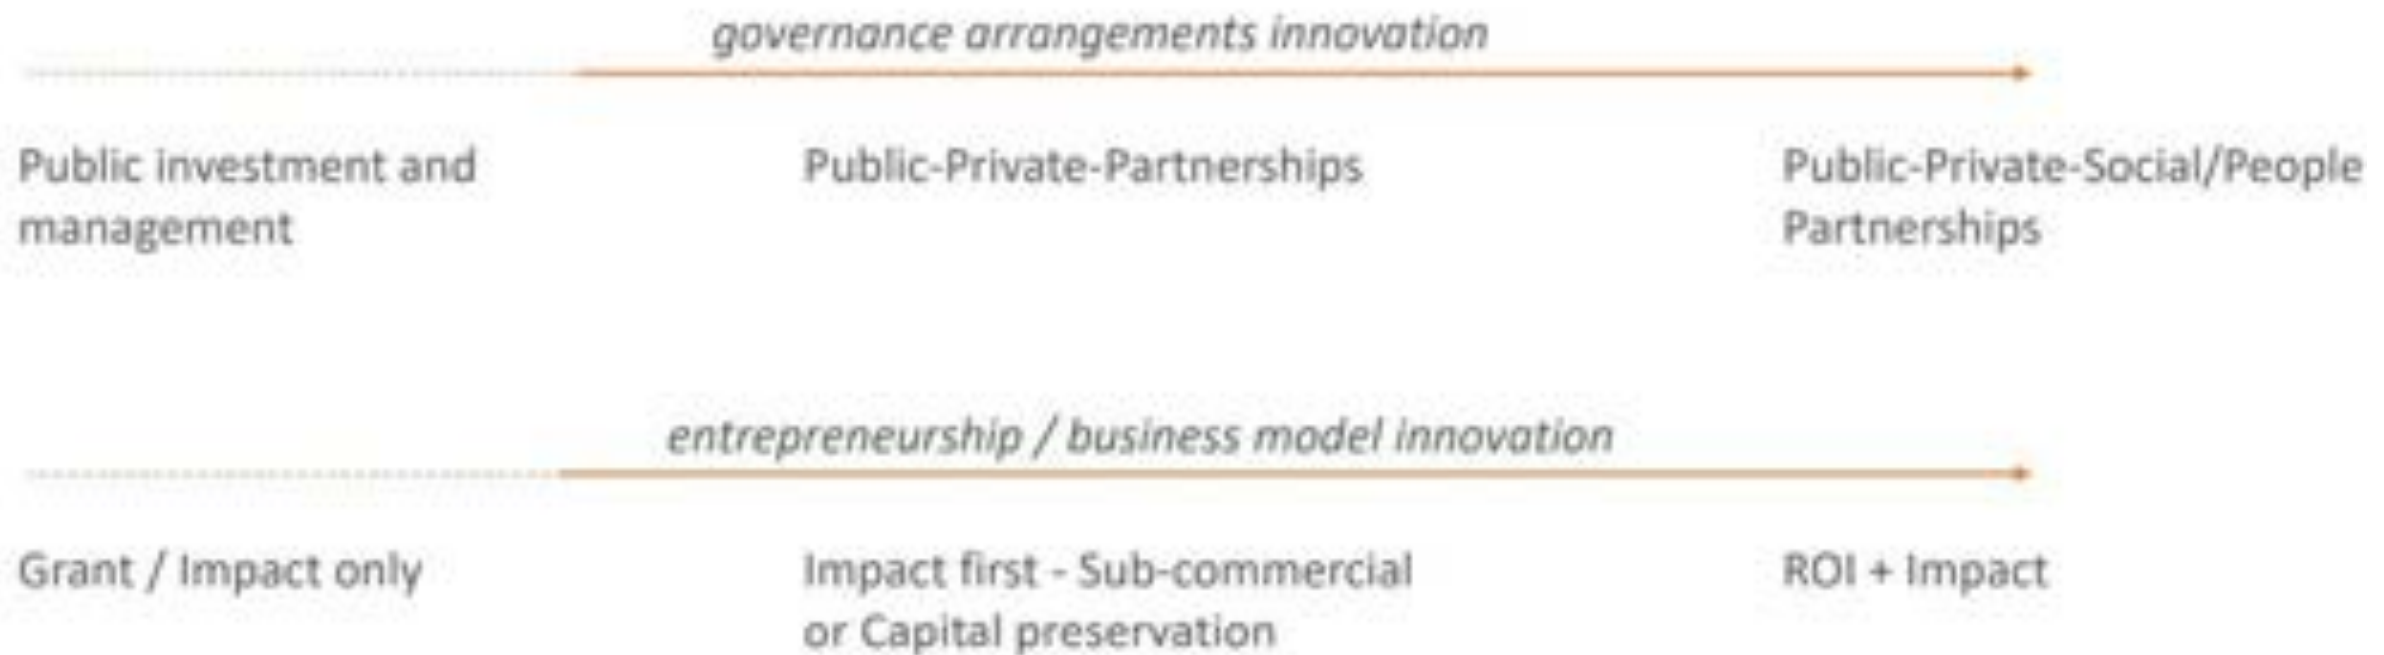 governance arrangements innovation
Public investment and
management
Public-Private-Partnerships
Public-Private-Social/People
Partnerships
entrepreneurship / business model innovation
Grant / Impact only
Impact first - Sub-commercial
or Capital preservation
ROI + Impact